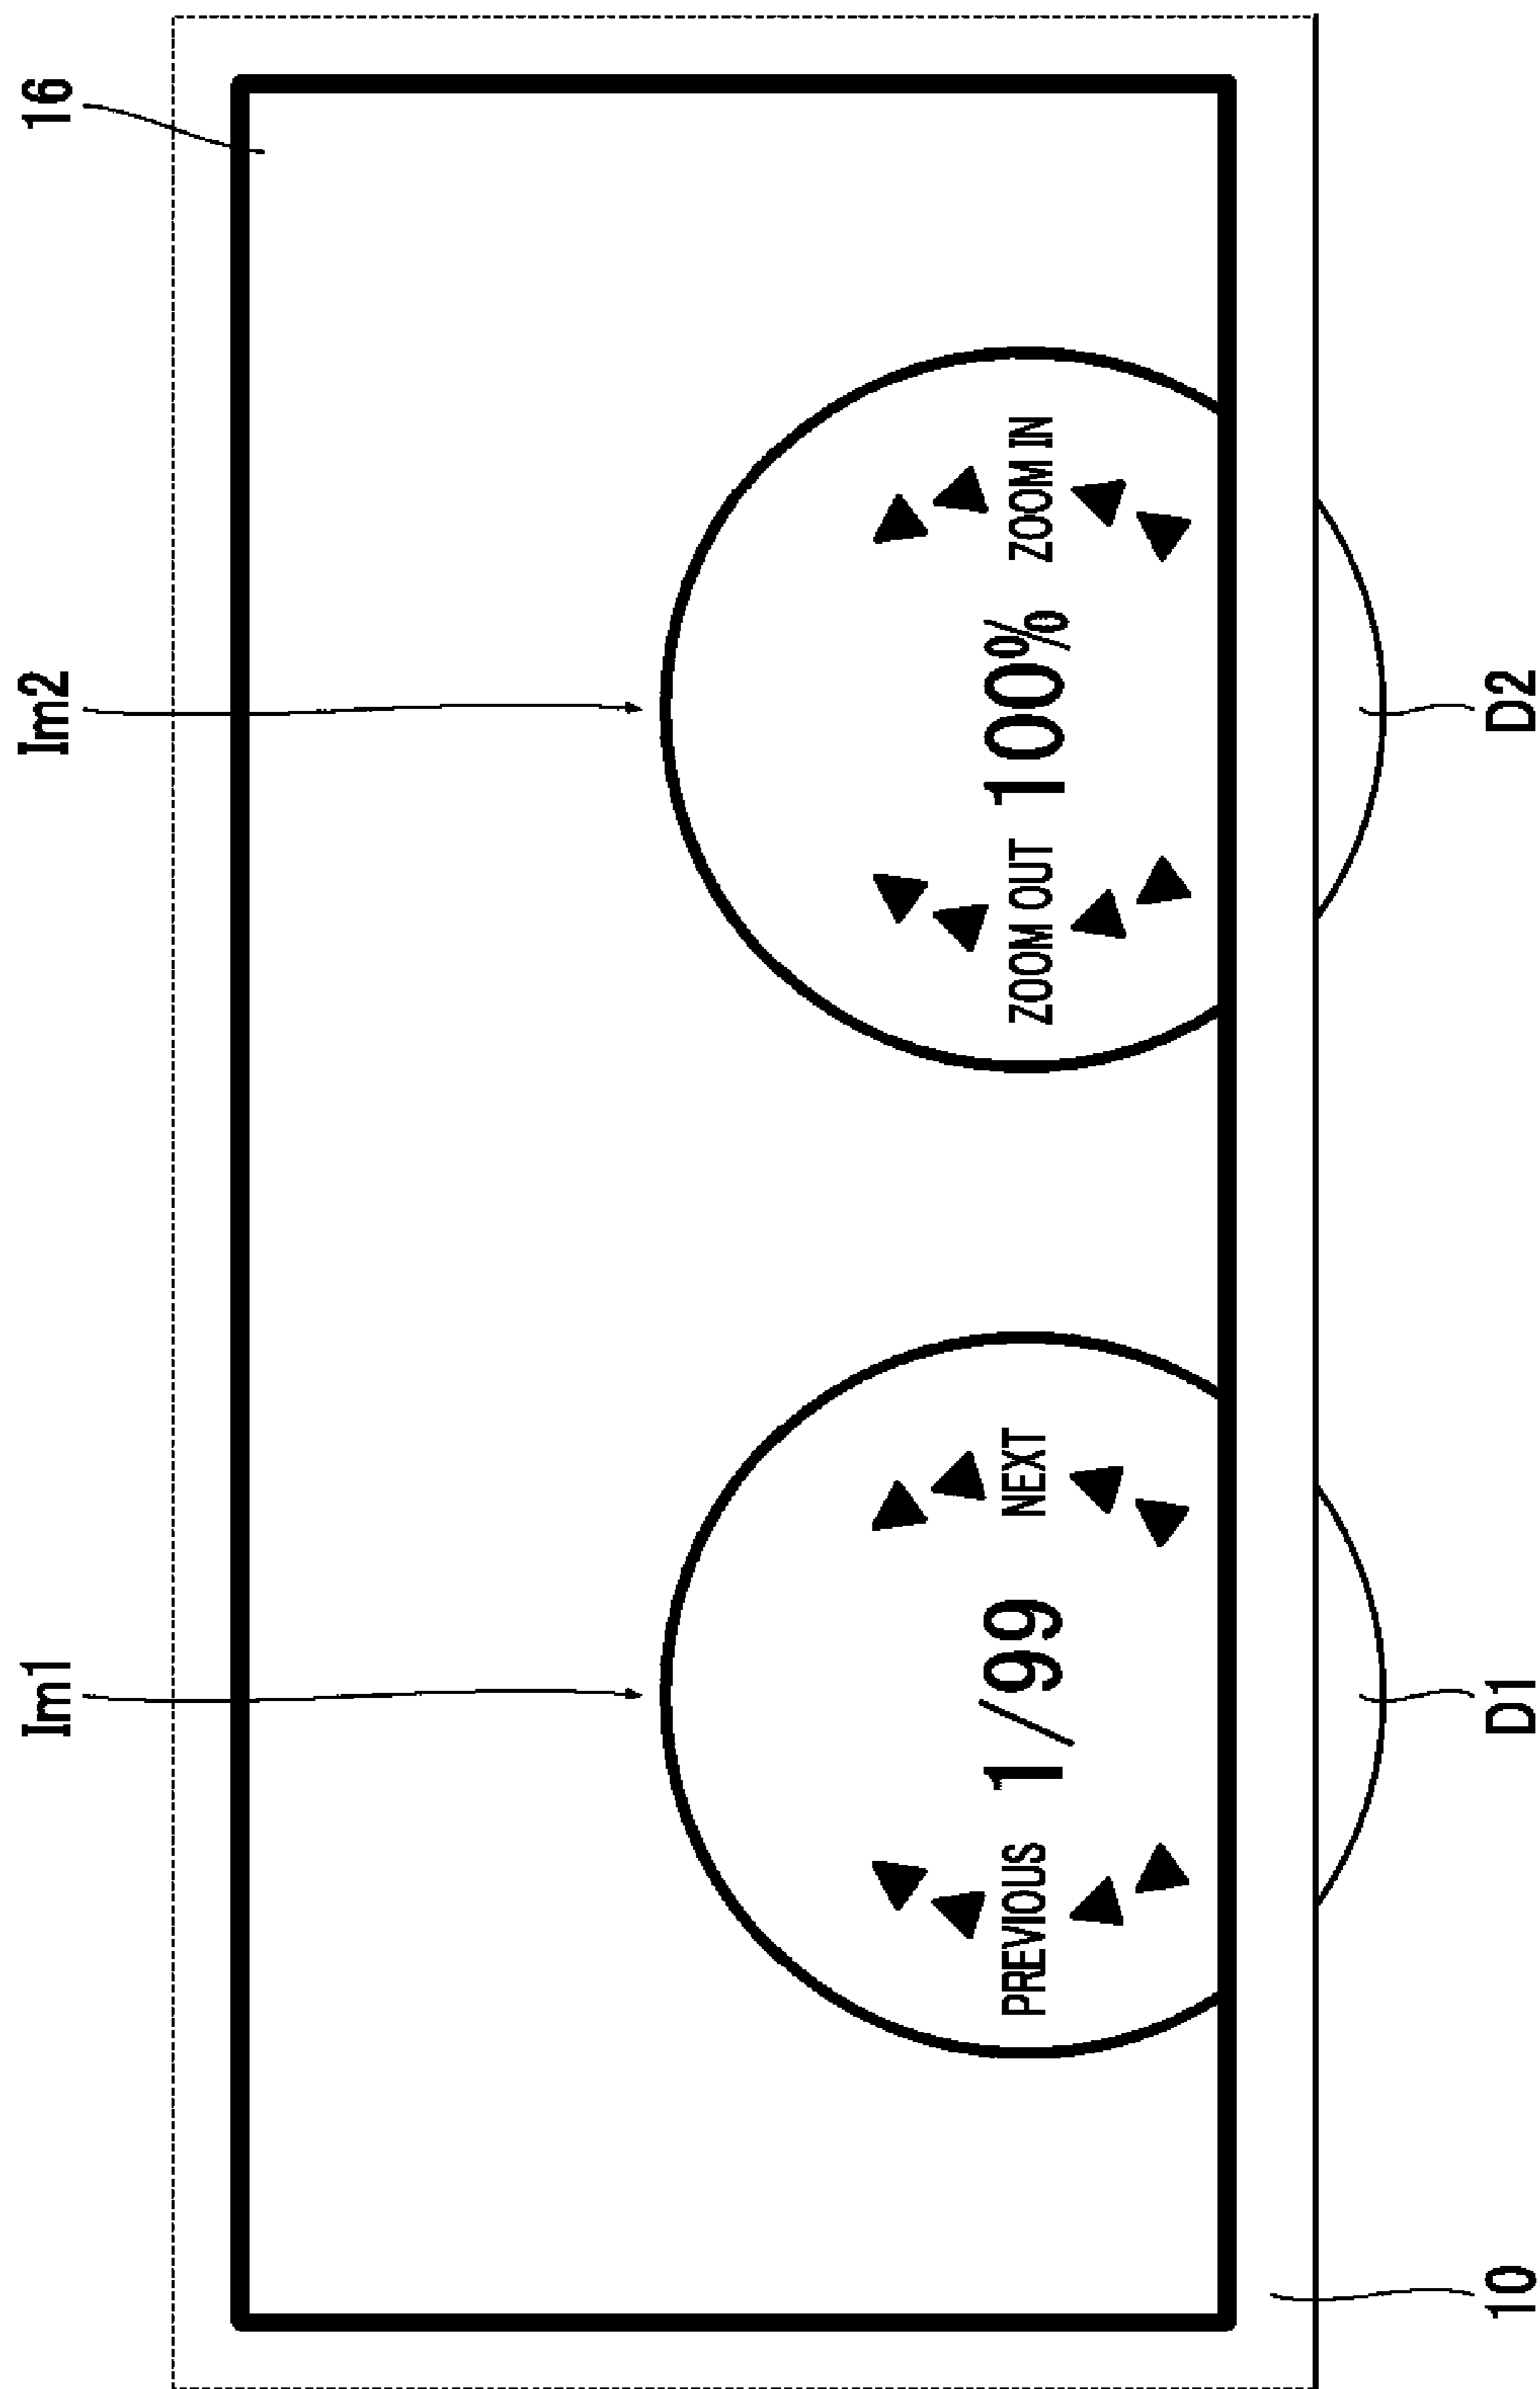 Im1
Im2
16
PREVIOUS 1/99 NEXT
ZOOM OUT 100% ZOOM IN
10
D1
D2